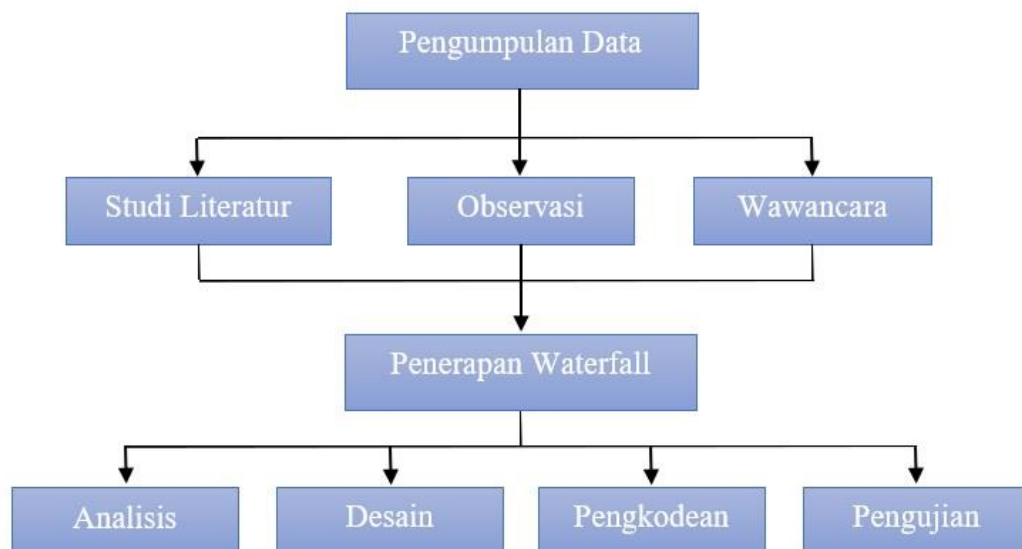 Pengumpulan Data
Studi Literatur
Observasi
Wawancara
Penerapan Waterfall
Analisis
Desain
Pengkodean
Pengujian